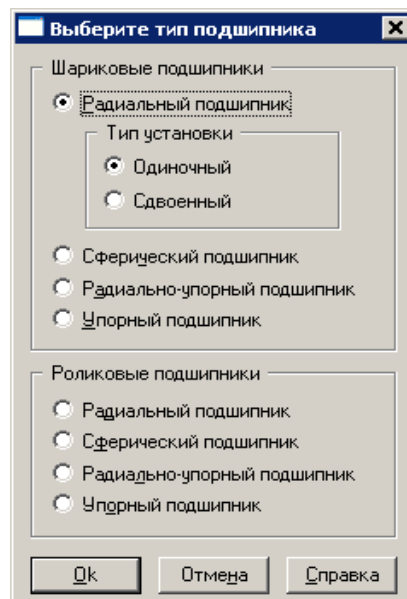 Выберите тип подшипника
Шариковые подшипники
Радиальный подшипник
Тип установки
Одиночный
Сдвоенный
Сферический подшипник
Радиально-упорный подшипник
Упорный подшипник
Роликовые подшипники
Радиальный подшипник
Сферический подшипник
Радиально-упорный подшипник
Упорный подшипник
Ok Отмена Справка